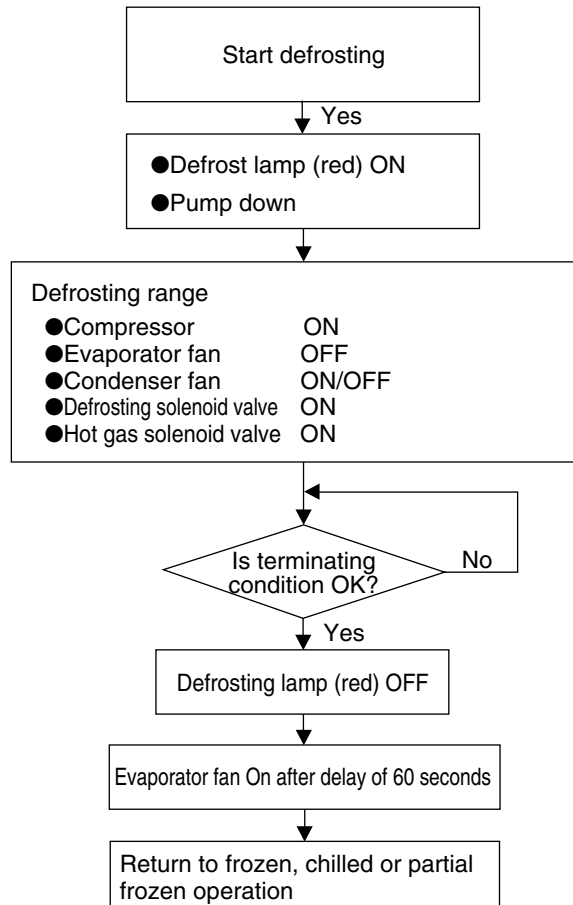 Start defrosting
Yes
●Defrost lamp (red) ON
●Pump down
Defrosting range
●Compressor ON
●Evaporator fan OFF
●Condenser fan ON/OFF
●Defrosting solenoid valve ON
●Hot gas solenoid valve ON
Is terminating
condition OK?
No
Yes
Defrosting lamp (red) OFF
Evaporator fan On after delay of 60 seconds
Return to frozen, chilled or partial
frozen operation